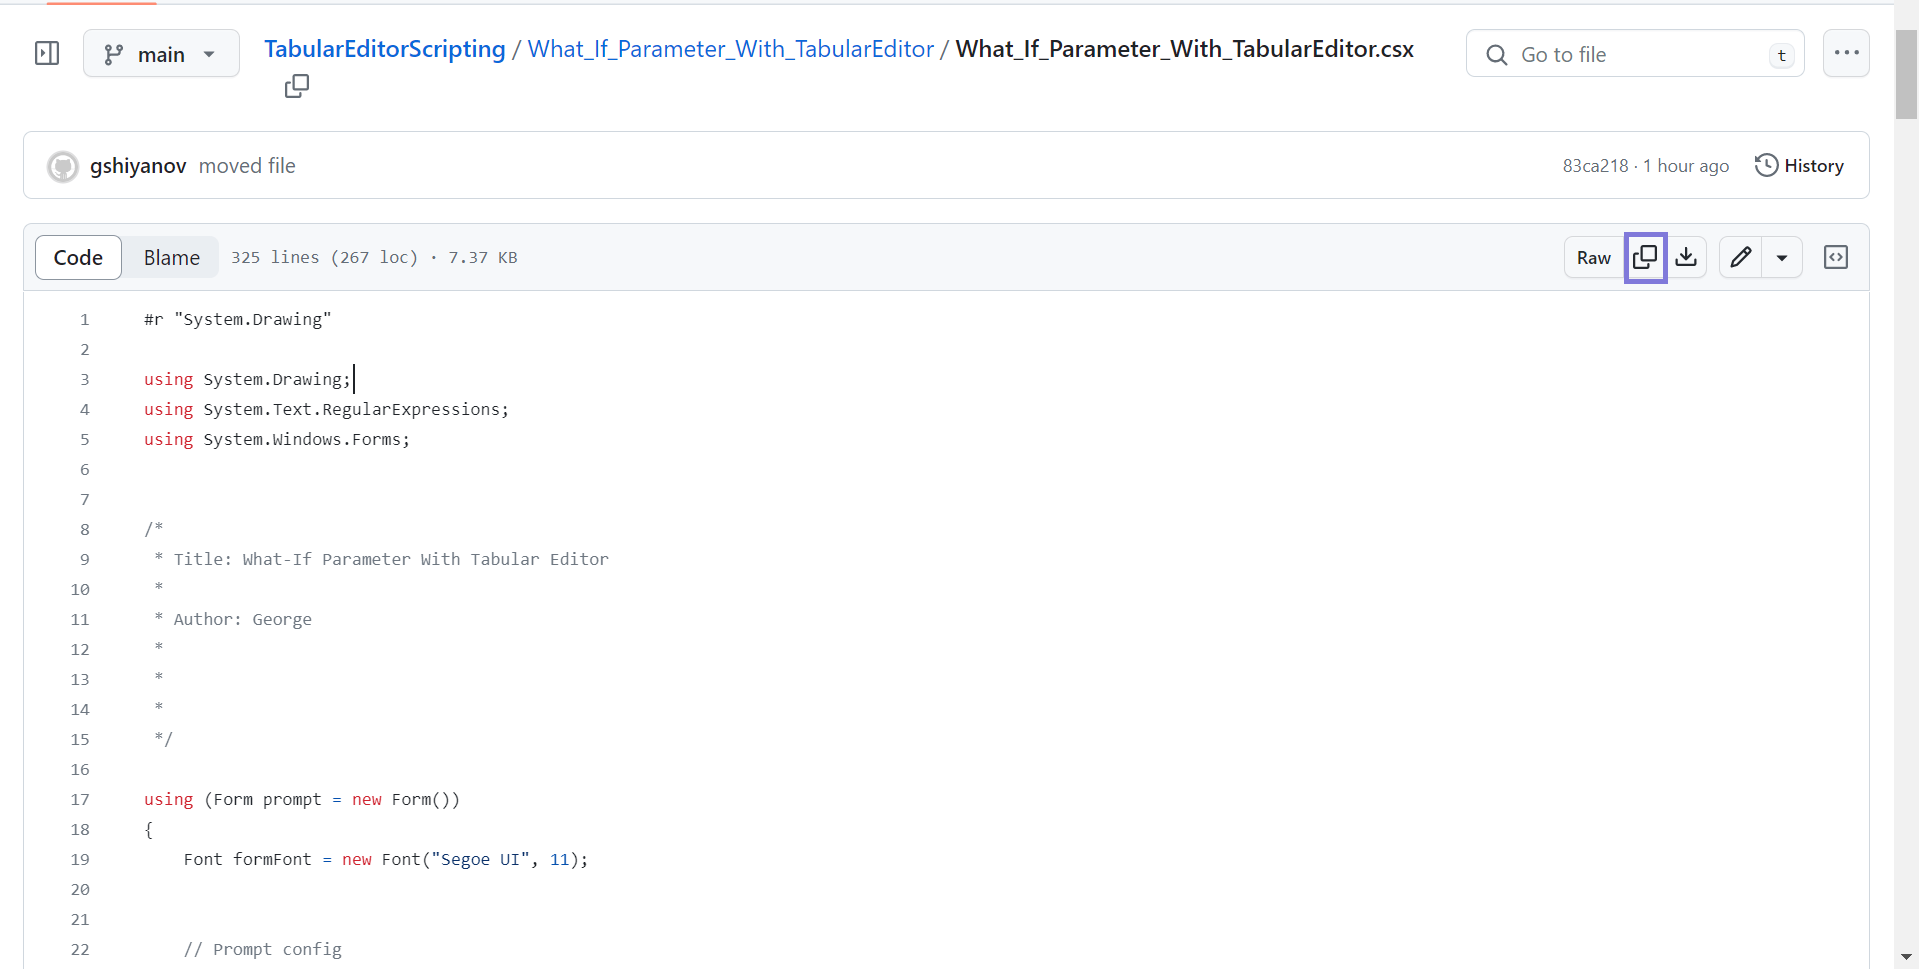 main
TabularEditorScripting / What_If_Parameter_With_TabularEditor / What_If_Parameter_With_TabularEditor.csx
Go to file
t
gshiyanov moved file
83ca218 · 1 hour ago
History
Code
Blame
325 lines (267 loc) · 7.37 KB
Raw
1 #r "System.Drawing"
2
3 using System.Drawing;
4 using System.Text.RegularExpressions;
5 using System.Windows.Forms;
6
7
8 /*
9 * Title: What-If Parameter With Tabular Editor
10 *
11 * Author: George
12 *
13 *
14 *
15 */
16
17 using (Form prompt = new Form())
18 {
19 Font formFont = new Font("Segoe UI", 11);
20
21
22 // Prompt config